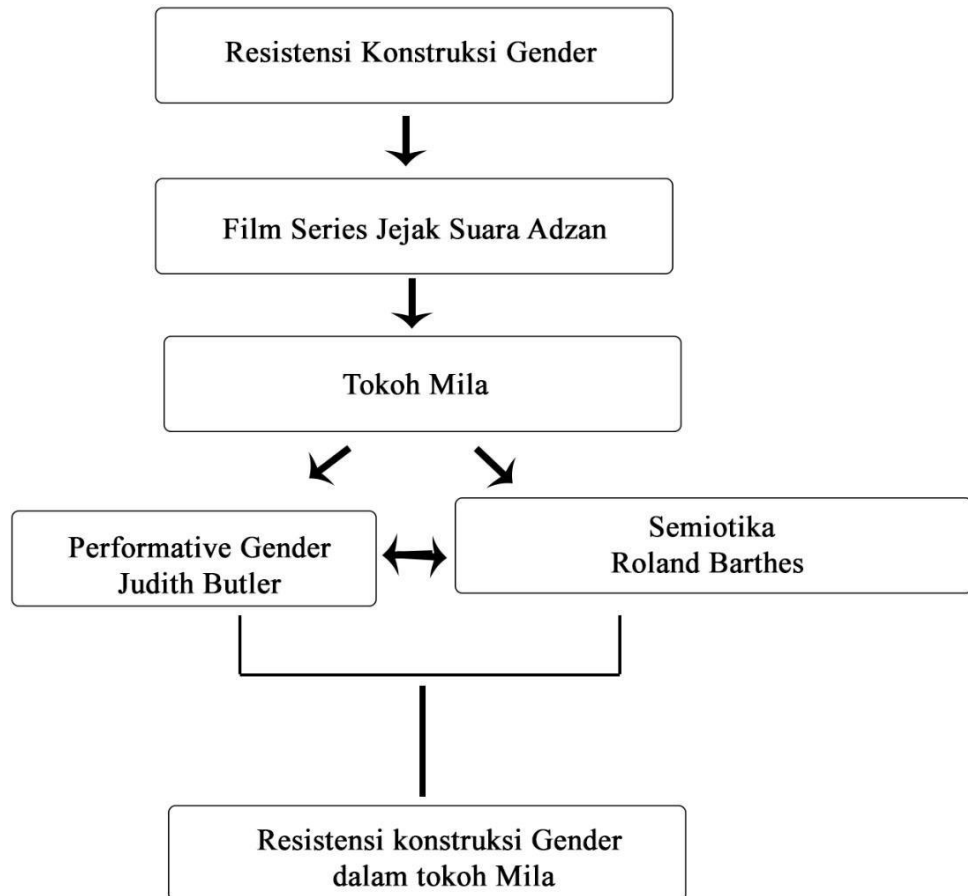 Resistensi Konstruksi Gender
Film Series Jejak Suara Adzan
Tokoh Mila
Performative Gender
Judith Butler
Semiotika
Roland Barthes
Resistensi konstruksi Gender
dalam tokoh Mila